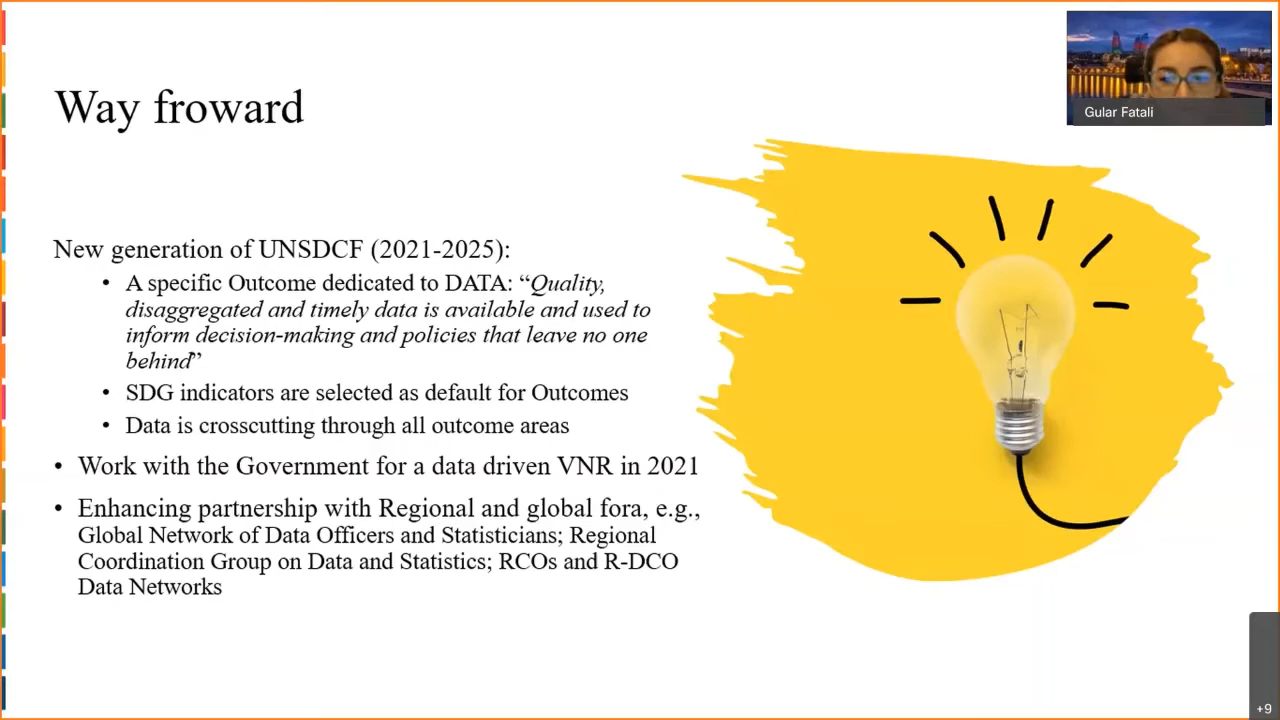 Way froward
Gular Fatali
New generation of UNSDCF (2021-2025):
• A specific Outcome dedicated to DATA: “Quality,
disaggregated and timely data is available and used to
inform decision-making and policies that leave no one
behind”
• SDG indicators are selected as default for Outcomes
• Data is crosscutting through all outcome areas
• Work with the Government for a data driven VNR in 2021
• Enhancing partnership with Regional and global fora, e.g.,
Global Network of Data Officers and Statisticians; Regional
Coordination Group on Data and Statistics; RCOs and R-DCO
Data Networks
+9